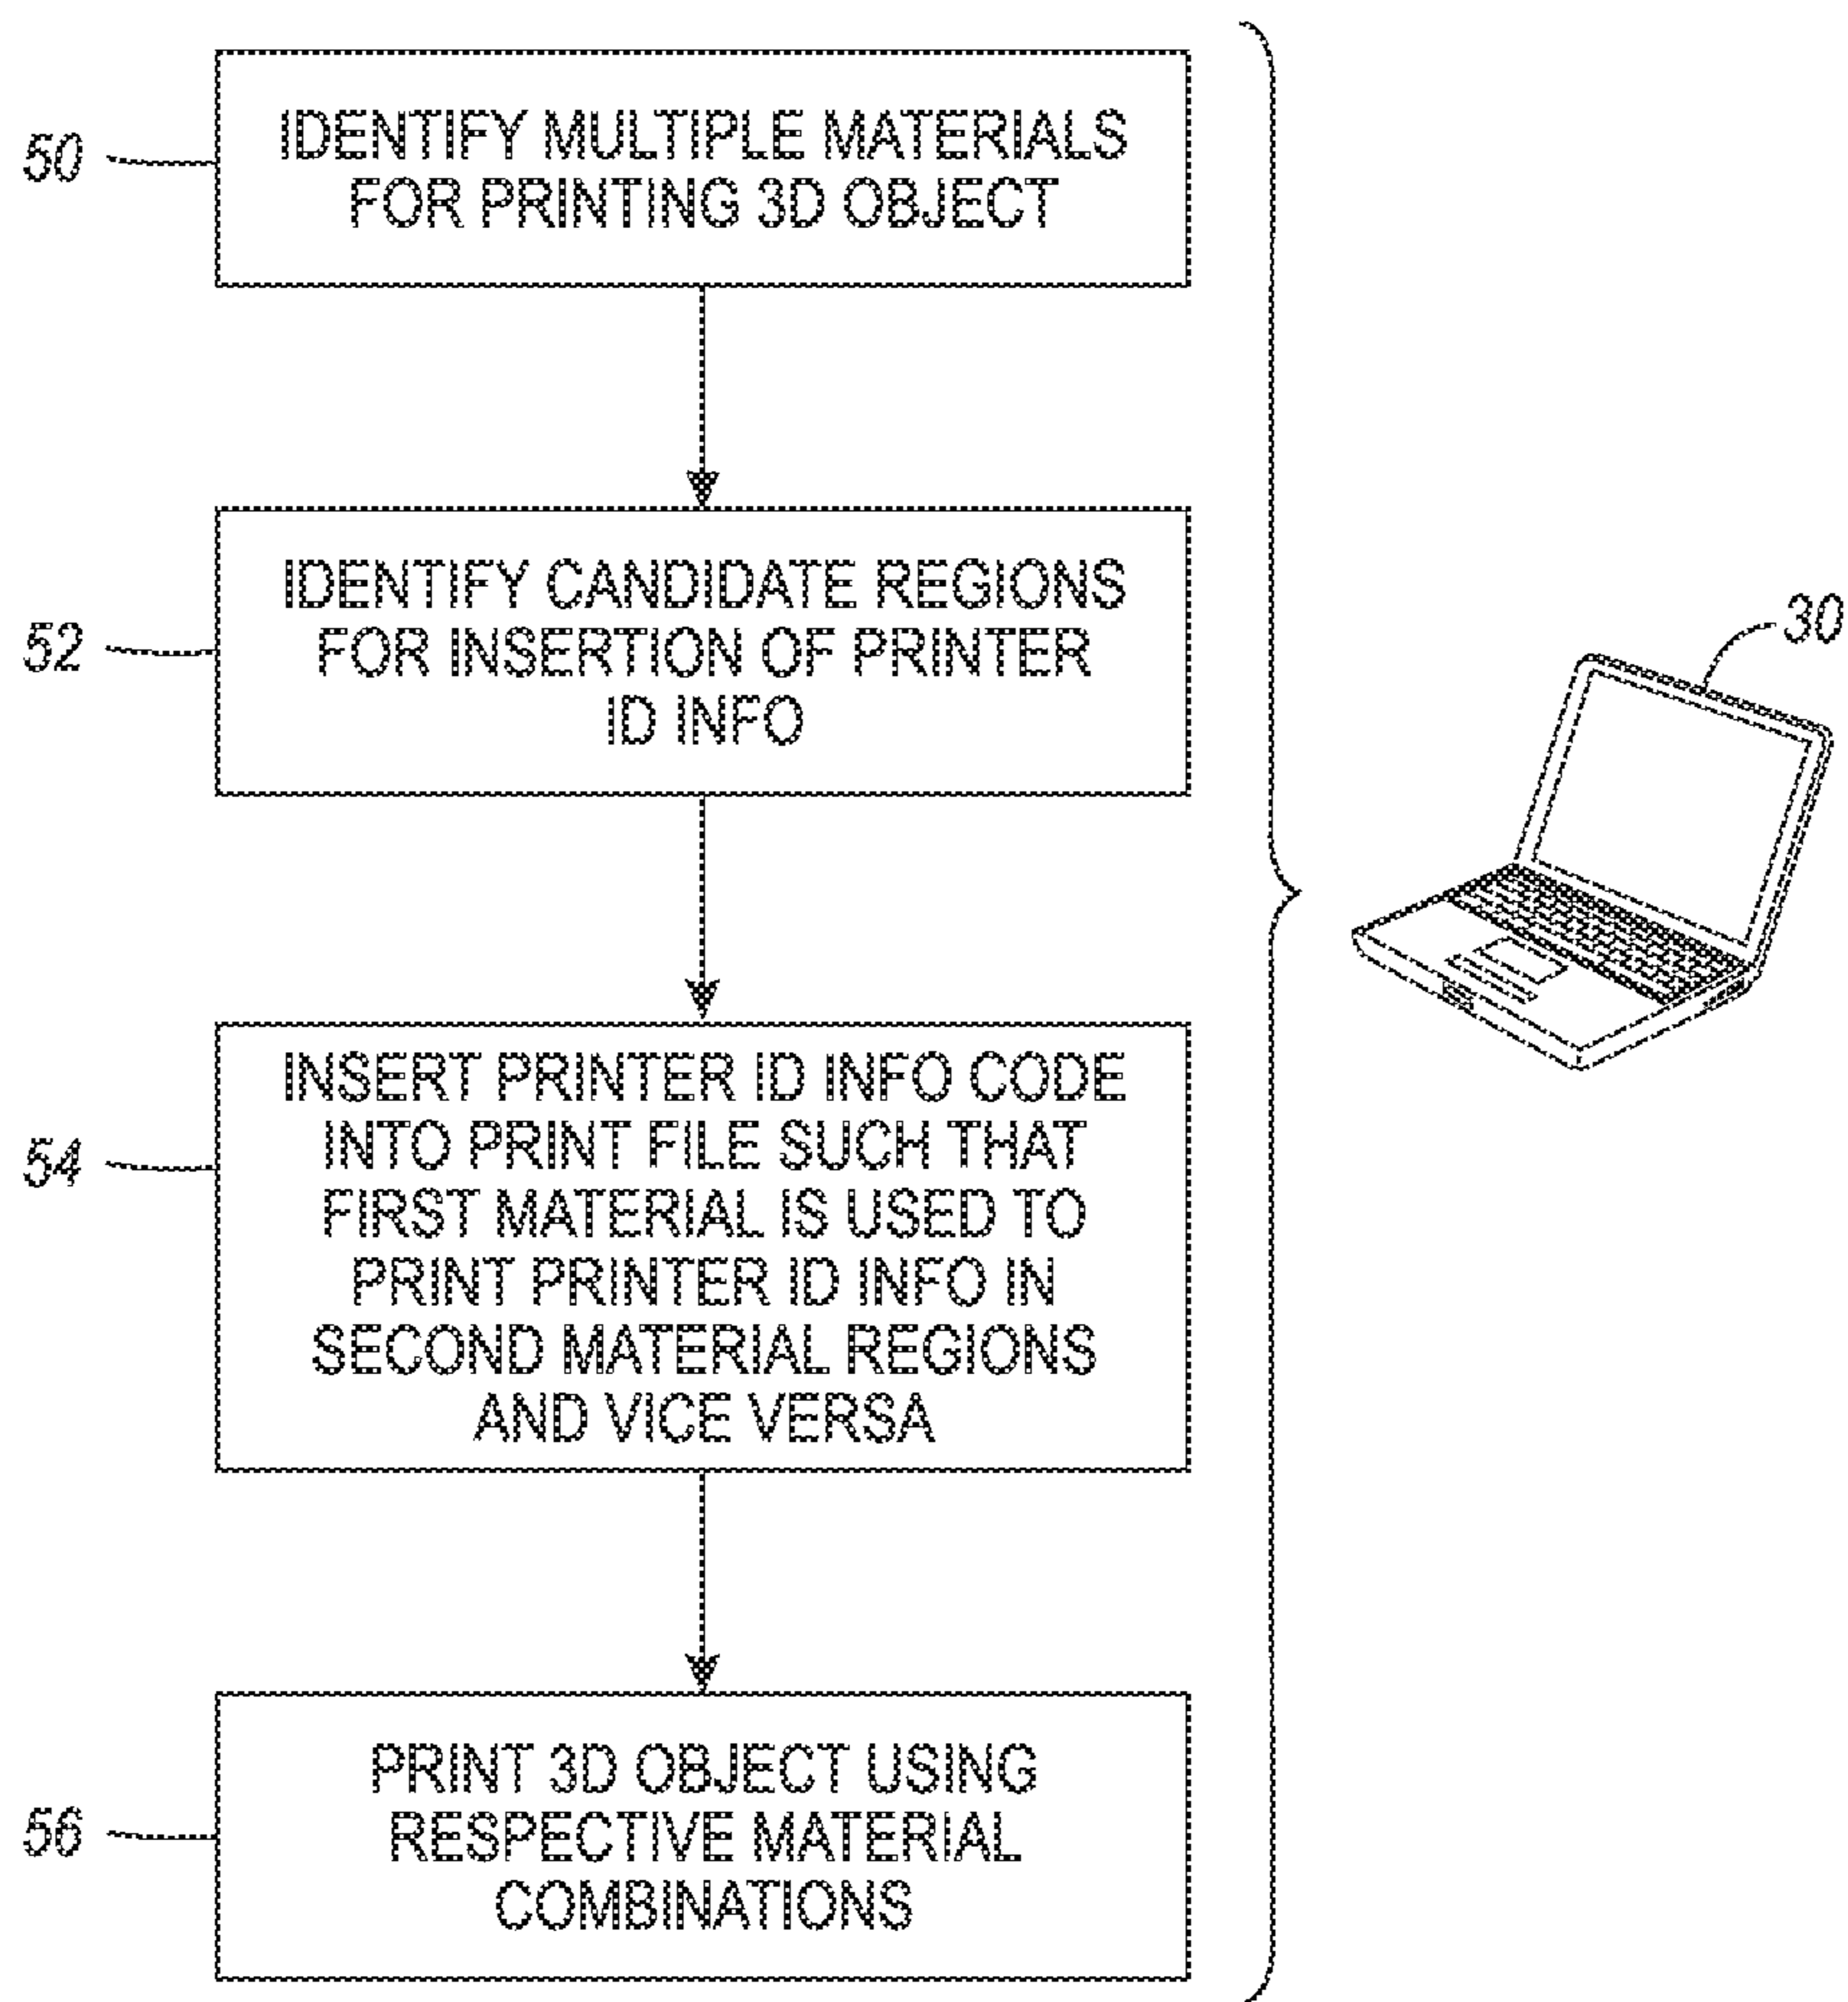 50
IDENTIFY MULTIPLE MATERIALS
FOR PRINTING 3D OBJECT
52
IDENTIFY CANDIDATE REGIONS
FOR INSERTION OF PRINTER
ID INFO
30
54
INSERT PRINTER ID INFO CODE
INTO PRINT FILE SUCH THAT
FIRST MATERIAL IS USED TO
PRINT PRINTER ID INFO IN
SECOND MATERIAL REGIONS
AND VICE VERSA
56
PRINT 3D OBJECT USING
RESPECTIVE MATERIAL
COMBINATIONS